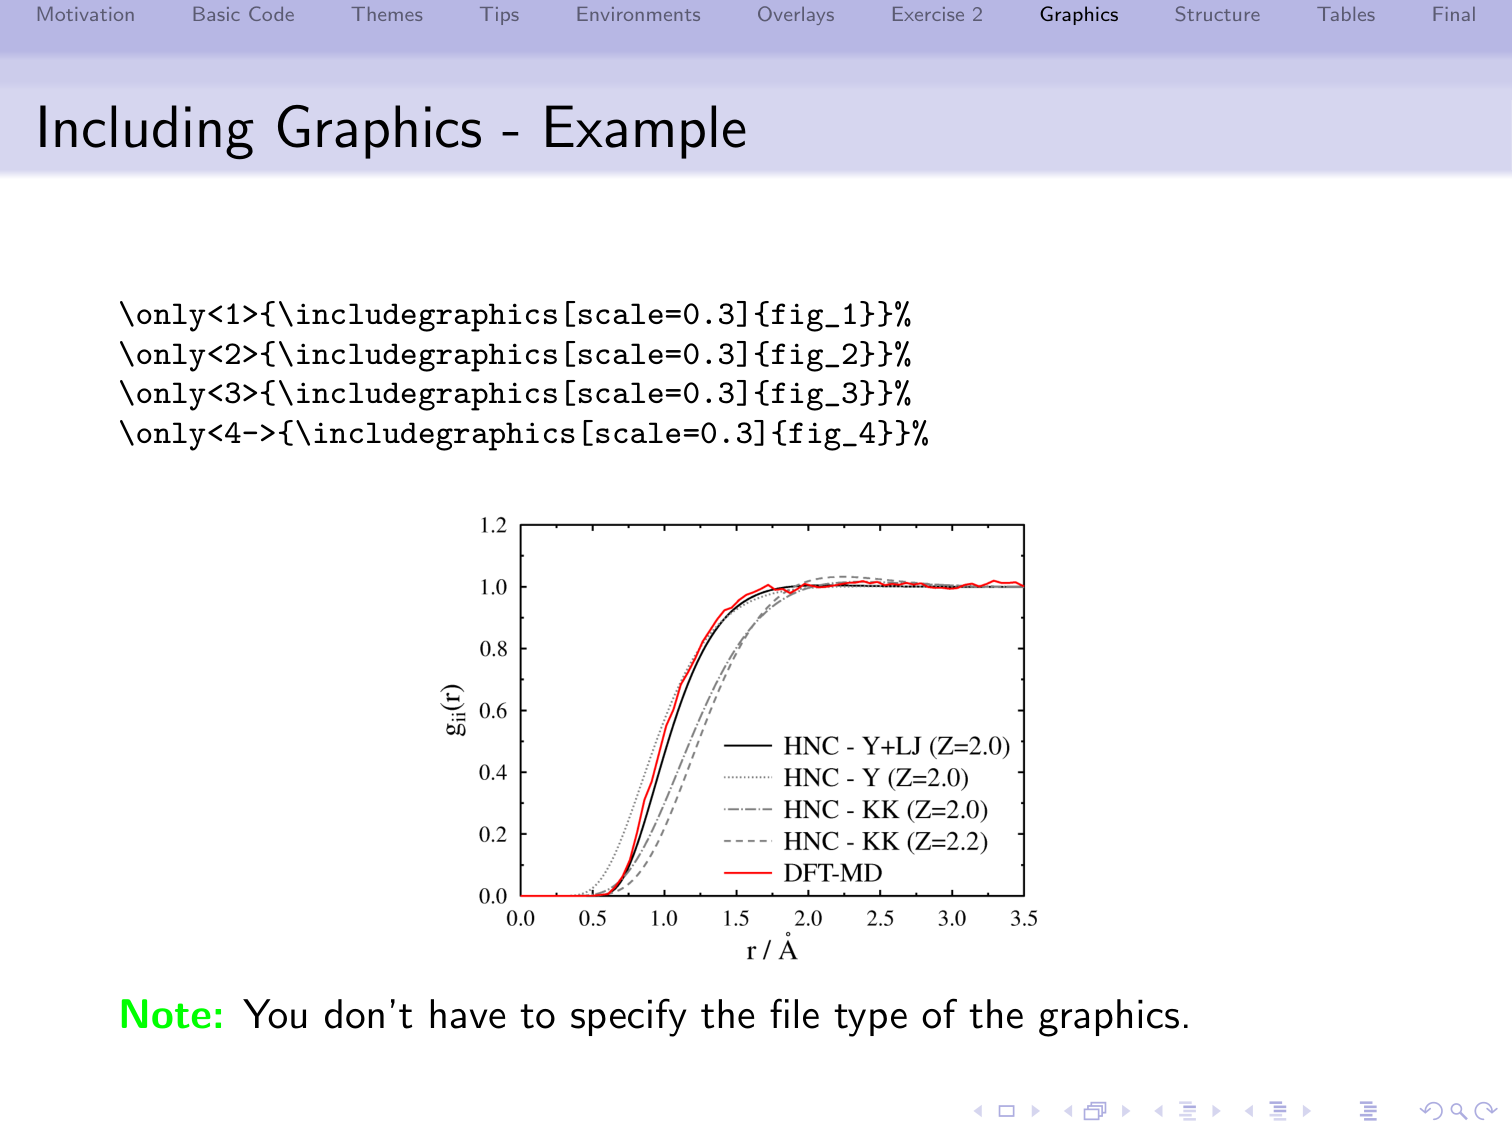 Motivation Basic Code Themes Tips Environments Overlays Exercise 2 Graphics Structure Tables Final
Including Graphics - Example
\only<1>{\includegraphics[scale=0.3]{fig_1}}%
\only<2>{\includegraphics[scale=0.3]{fig_2}}%
\only<3>{\includegraphics[scale=0.3]{fig_3}}%
\only<4->{\includegraphics[scale=0.3]{fig_4}}%
1.2
1.0
0.8
0.6
0.4
0.2
0.0
g_ii(r)
HNC - Y+LJ (Z=2.0)
HNC - Y (Z=2.0)
HNC - KK (Z=2.0)
HNC - KK (Z=2.2)
DFT-MD
0.0 0.5 1.0 1.5 2.0 2.5 3.0 3.5
r / Å
Note: You don't have to specify the file type of the graphics.